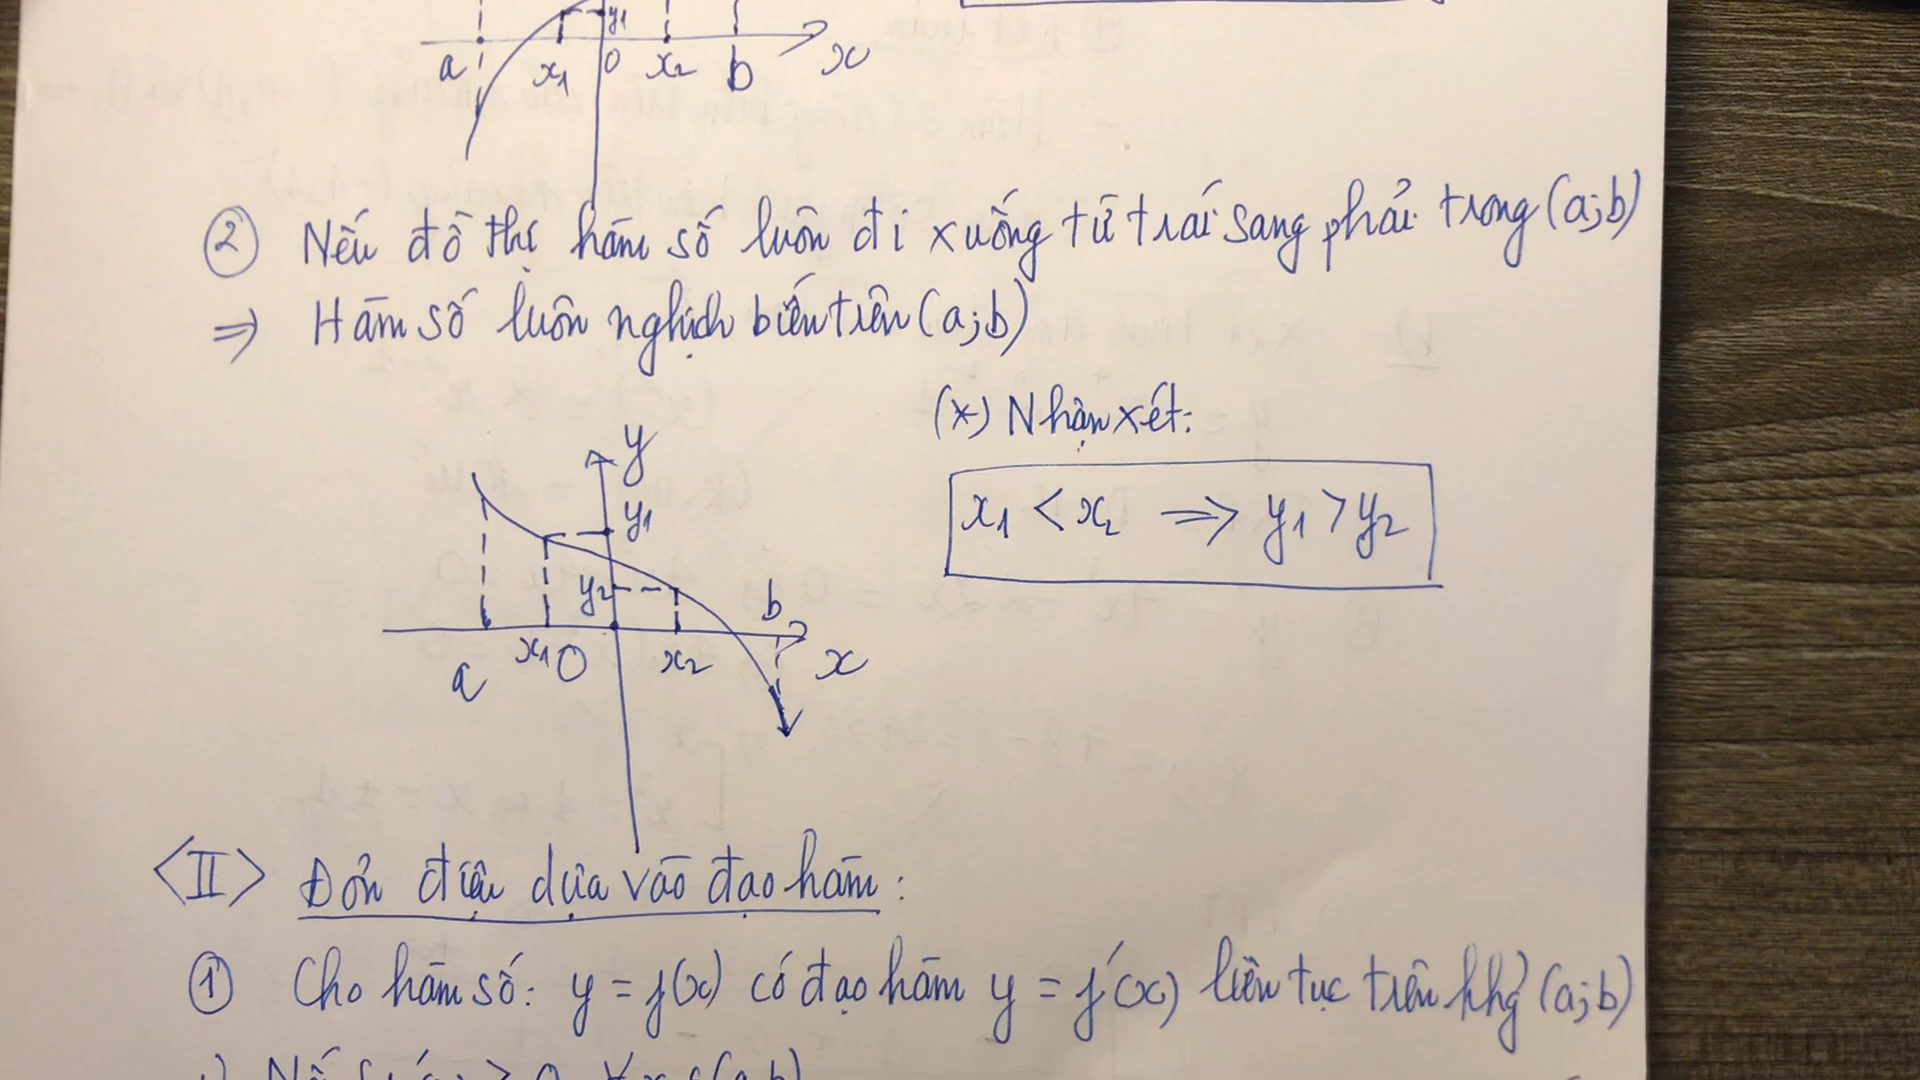 y1
a x1 O x2 b x
② Nếu đồ thị hàm số luôn đi xuống từ trái sang phải trong (a;b)
=> Hàm số luôn nghịch biến trên (a;b)
(*) Nhận xét:
y
y1
x1 < x2 => y1 > y2
y2
b
a x1 O x2 x
<II> Đơn điệu dựa vào đạo hàm:
① Cho hàm số: y = f(x) có đạo hàm y = f'(x) liên tục trên khg (a;b)